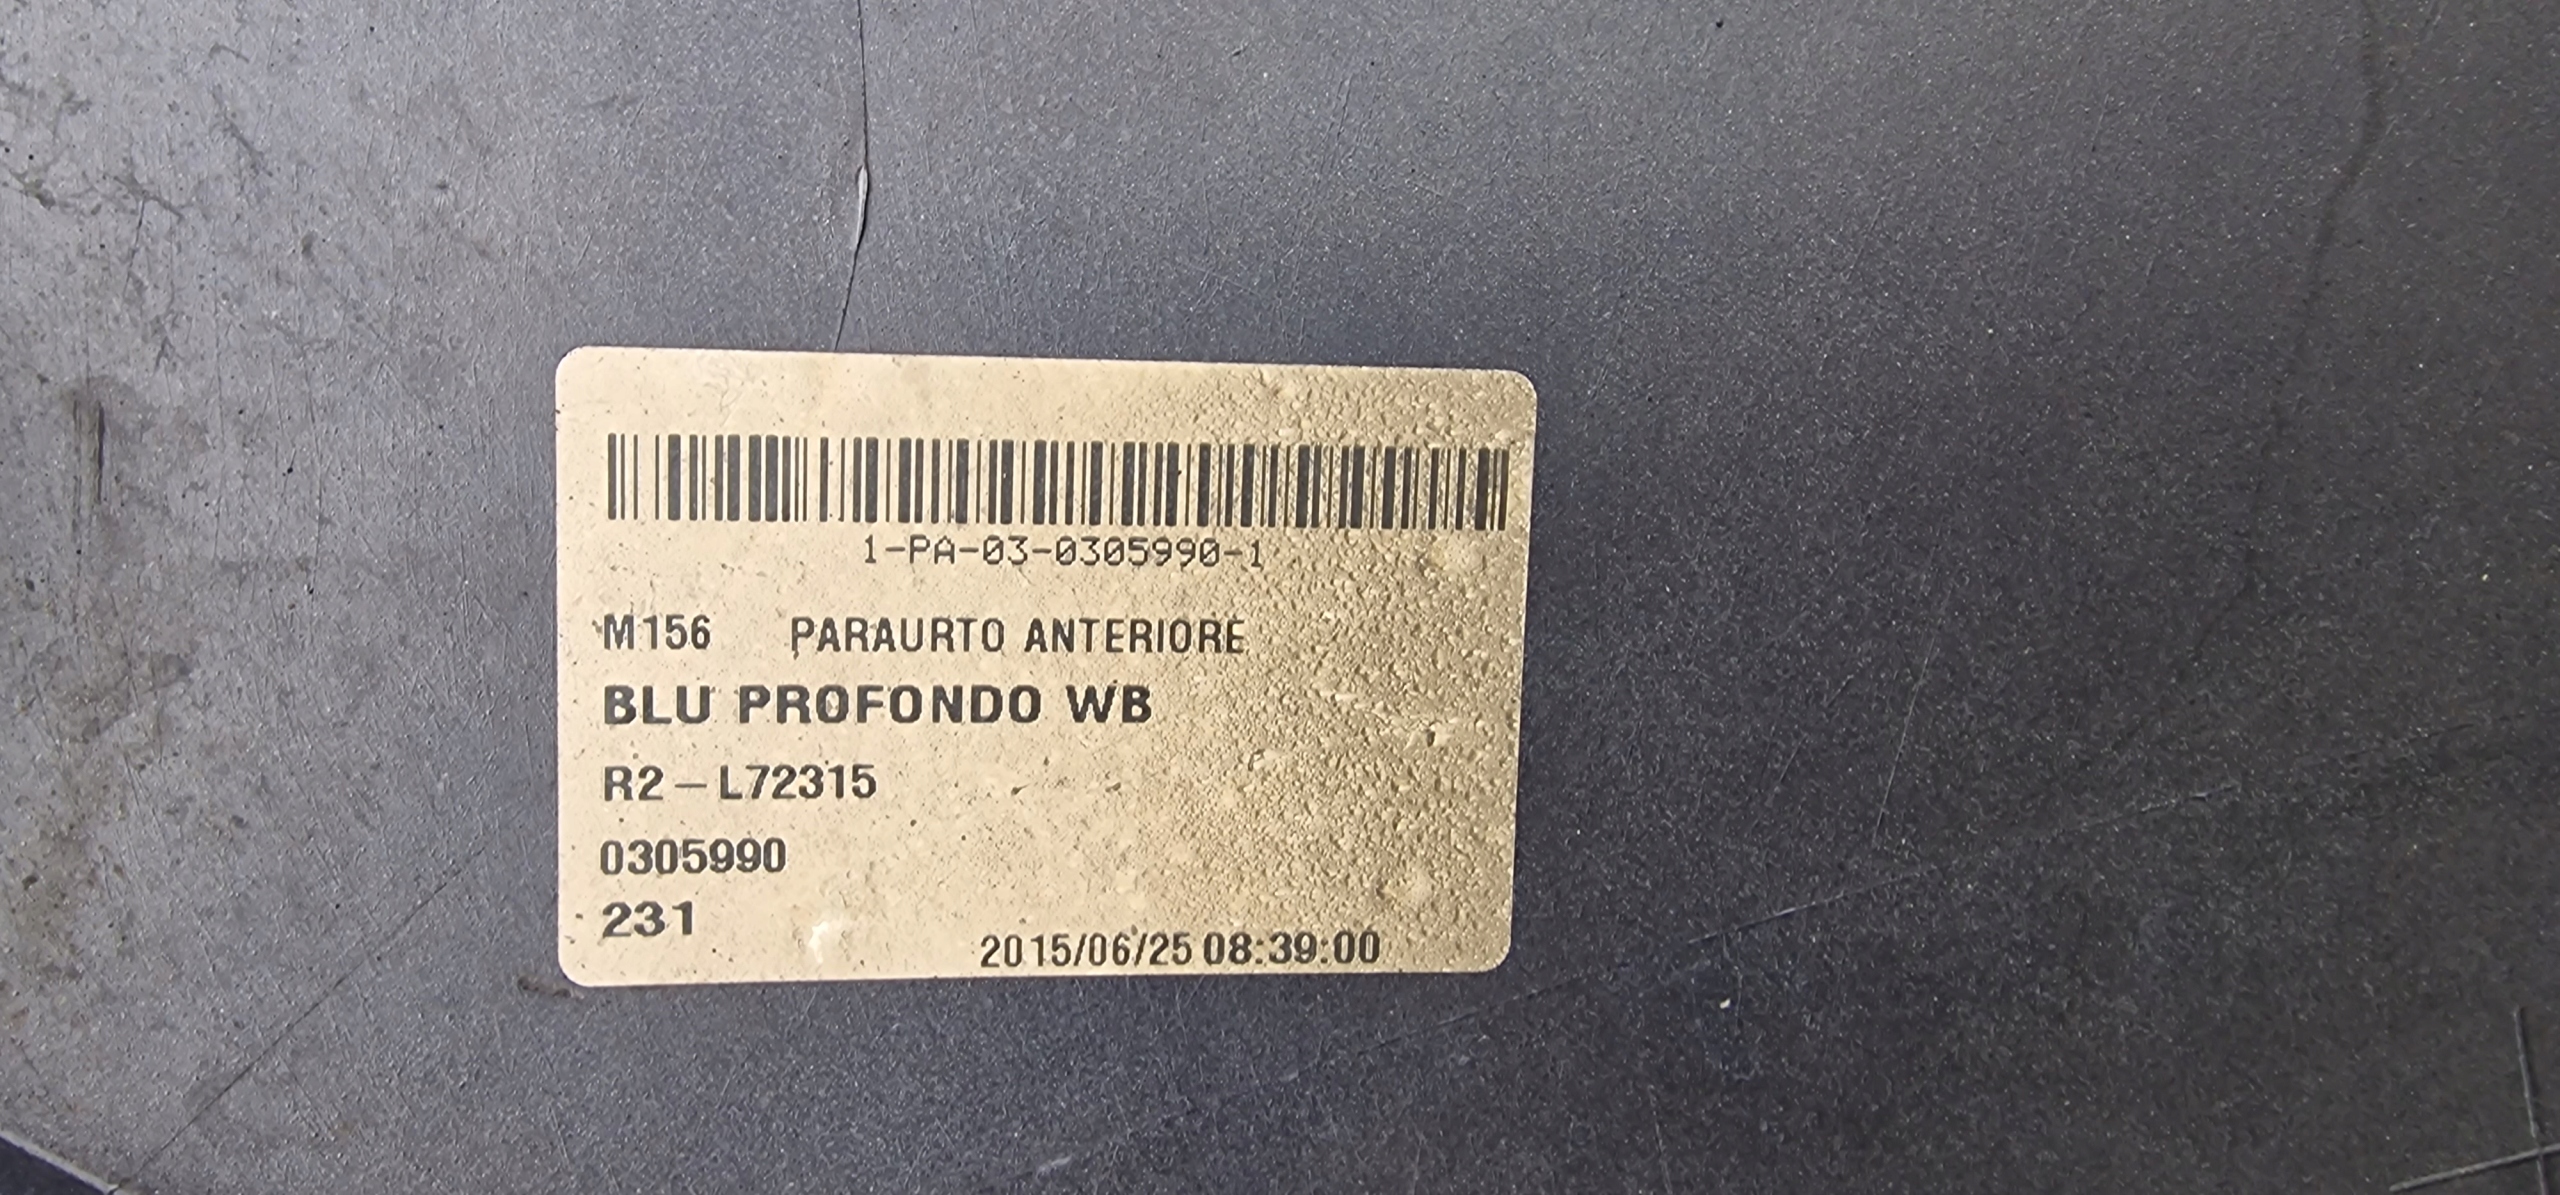 1-PA-03-0305990-1
M156 PARAURTO ANTERIORE
BLU PROFONDO WB
R2-L72315
0305990
231
2015/06/25 08:39:00